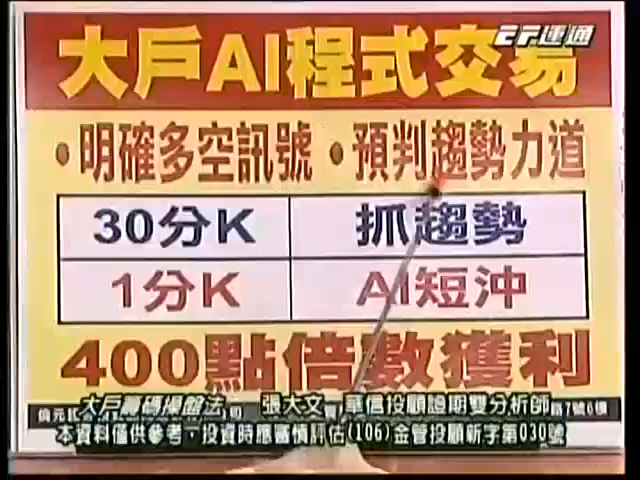 運通
大戶AI程式交易
•明確多空訊號 •預判趨勢力道
30分K 抓趨勢
1分K AI短沖
400點倍數獲利
大戶籌碼操盤法 張大文 華信投顧證期雙分析師
本資料僅供參考,投資時應審慎評估(106)金管投顧新字第030號